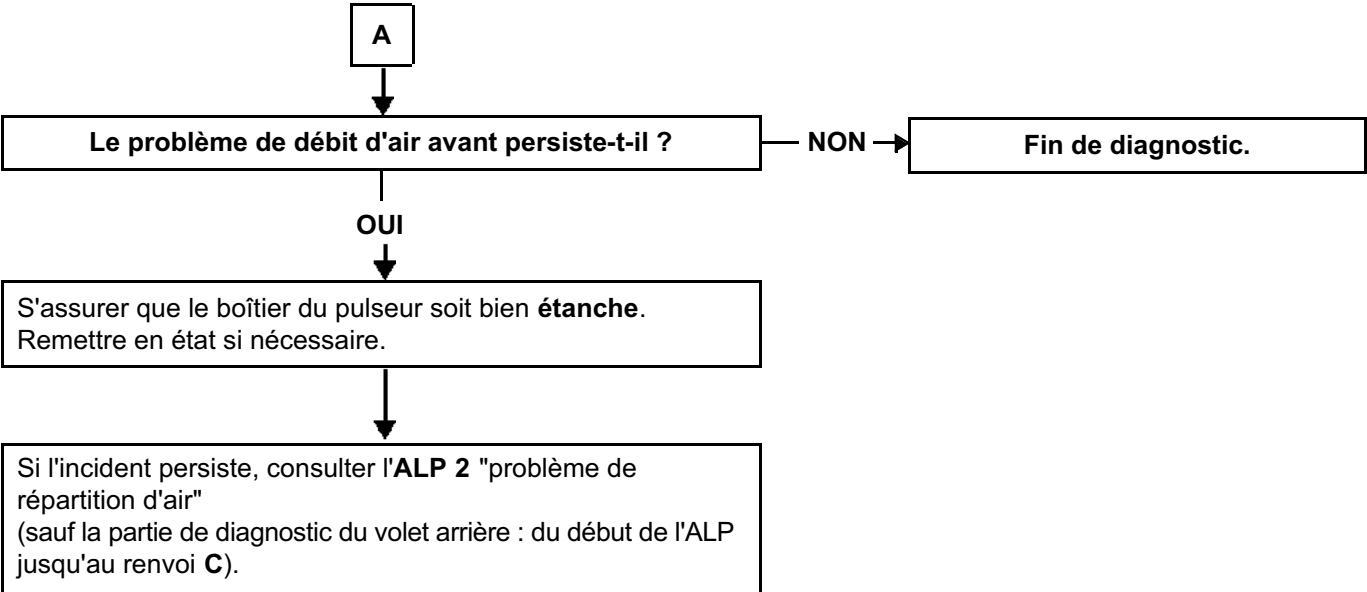 A
Le problème de débit d'air avant persiste-t-il ?
NON
Fin de diagnostic.
OUI
S'assurer que le boîtier du pulseur soit bien étanche.
Remettre en état si nécessaire.
Si l'incident persiste, consulter l'ALP 2 "problème de
répartition d'air"
(sauf la partie de diagnostic du volet arrière : du début de l'ALP
jusqu'au renvoi C).